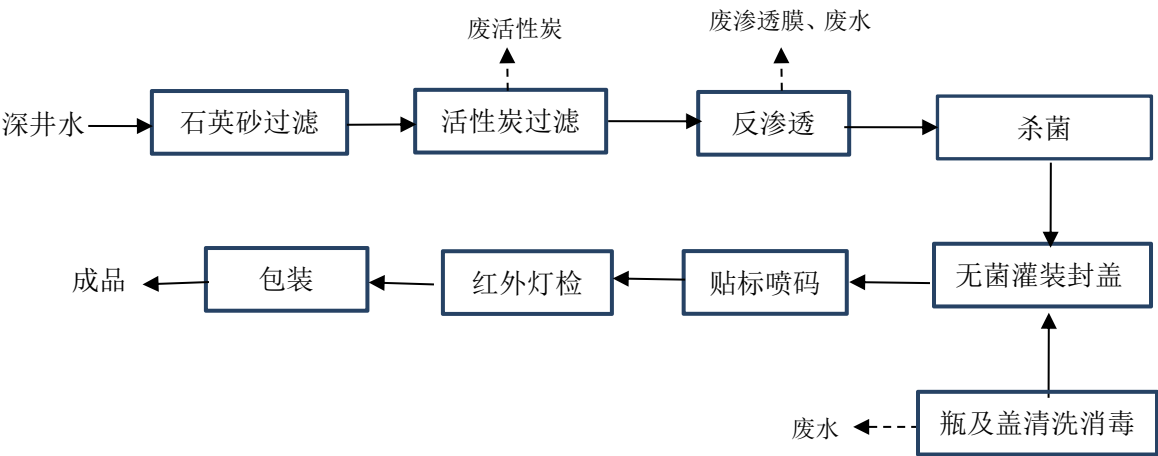 废活性炭
废渗透膜、废水
深井水
石英砂过滤
活性炭过滤
反渗透
杀菌
成品
包装
红外灯检
贴标喷码
无菌灌装封盖
废水
瓶及盖清洗消毒